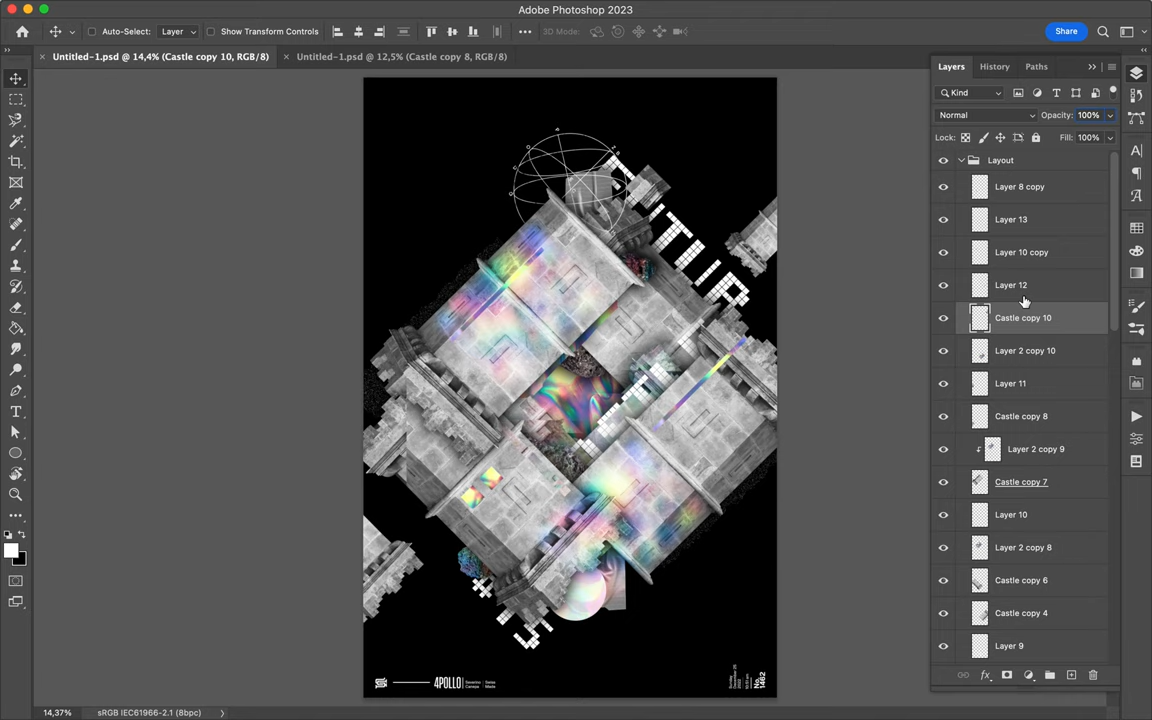 Adobe Photoshop 2023
Auto-Select: Layer Show Transform Controls 3D Mode: Share
Untitled-1.psd @ 14,4% (Castle copy 10, RGB/8) Untitled-1.psd @ 12,5% (Castle copy 8, RGB/8)
Layers History Paths
Kind
Normal Opacity: 100%
Lock: Fill: 100%
Layout
Layer 8 copy
Layer 13
Layer 10 copy
Layer 12
Castle copy 10
Layer 2 copy 10
Layer 11
Castle copy 8
Layer 2 copy 9
Castle copy 7
Layer 10
Layer 2 copy 8
Castle copy 6
Castle copy 4
Layer 9
4POLLO
No. 1462
14,37% sRGB IEC61966-2.1 (8bpc)